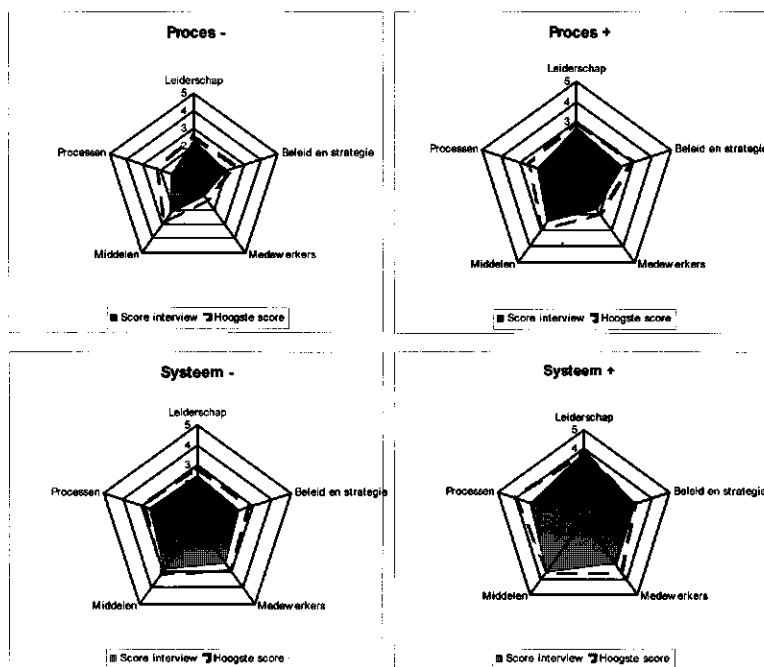 Proces -
Leiderschap
5
4
3
2
Processen
Beleid en strategie
Middelen
Medewerkers
Score interview Hoogste score
Proces +
Leiderschap
5
4
3
Processen
Beleid en strategie
Middelen
Medewerkers
Score interview Hoogste score
Systeem -
Leiderschap
5
4
3
Processen
Beleid en strategie
Middelen
Medewerkers
Score interview Hoogste score
Systeem +
Leiderschap
5
4
Processen
Beleid en strategie
Middelen
Medewerkers
Score interview Hoogste score